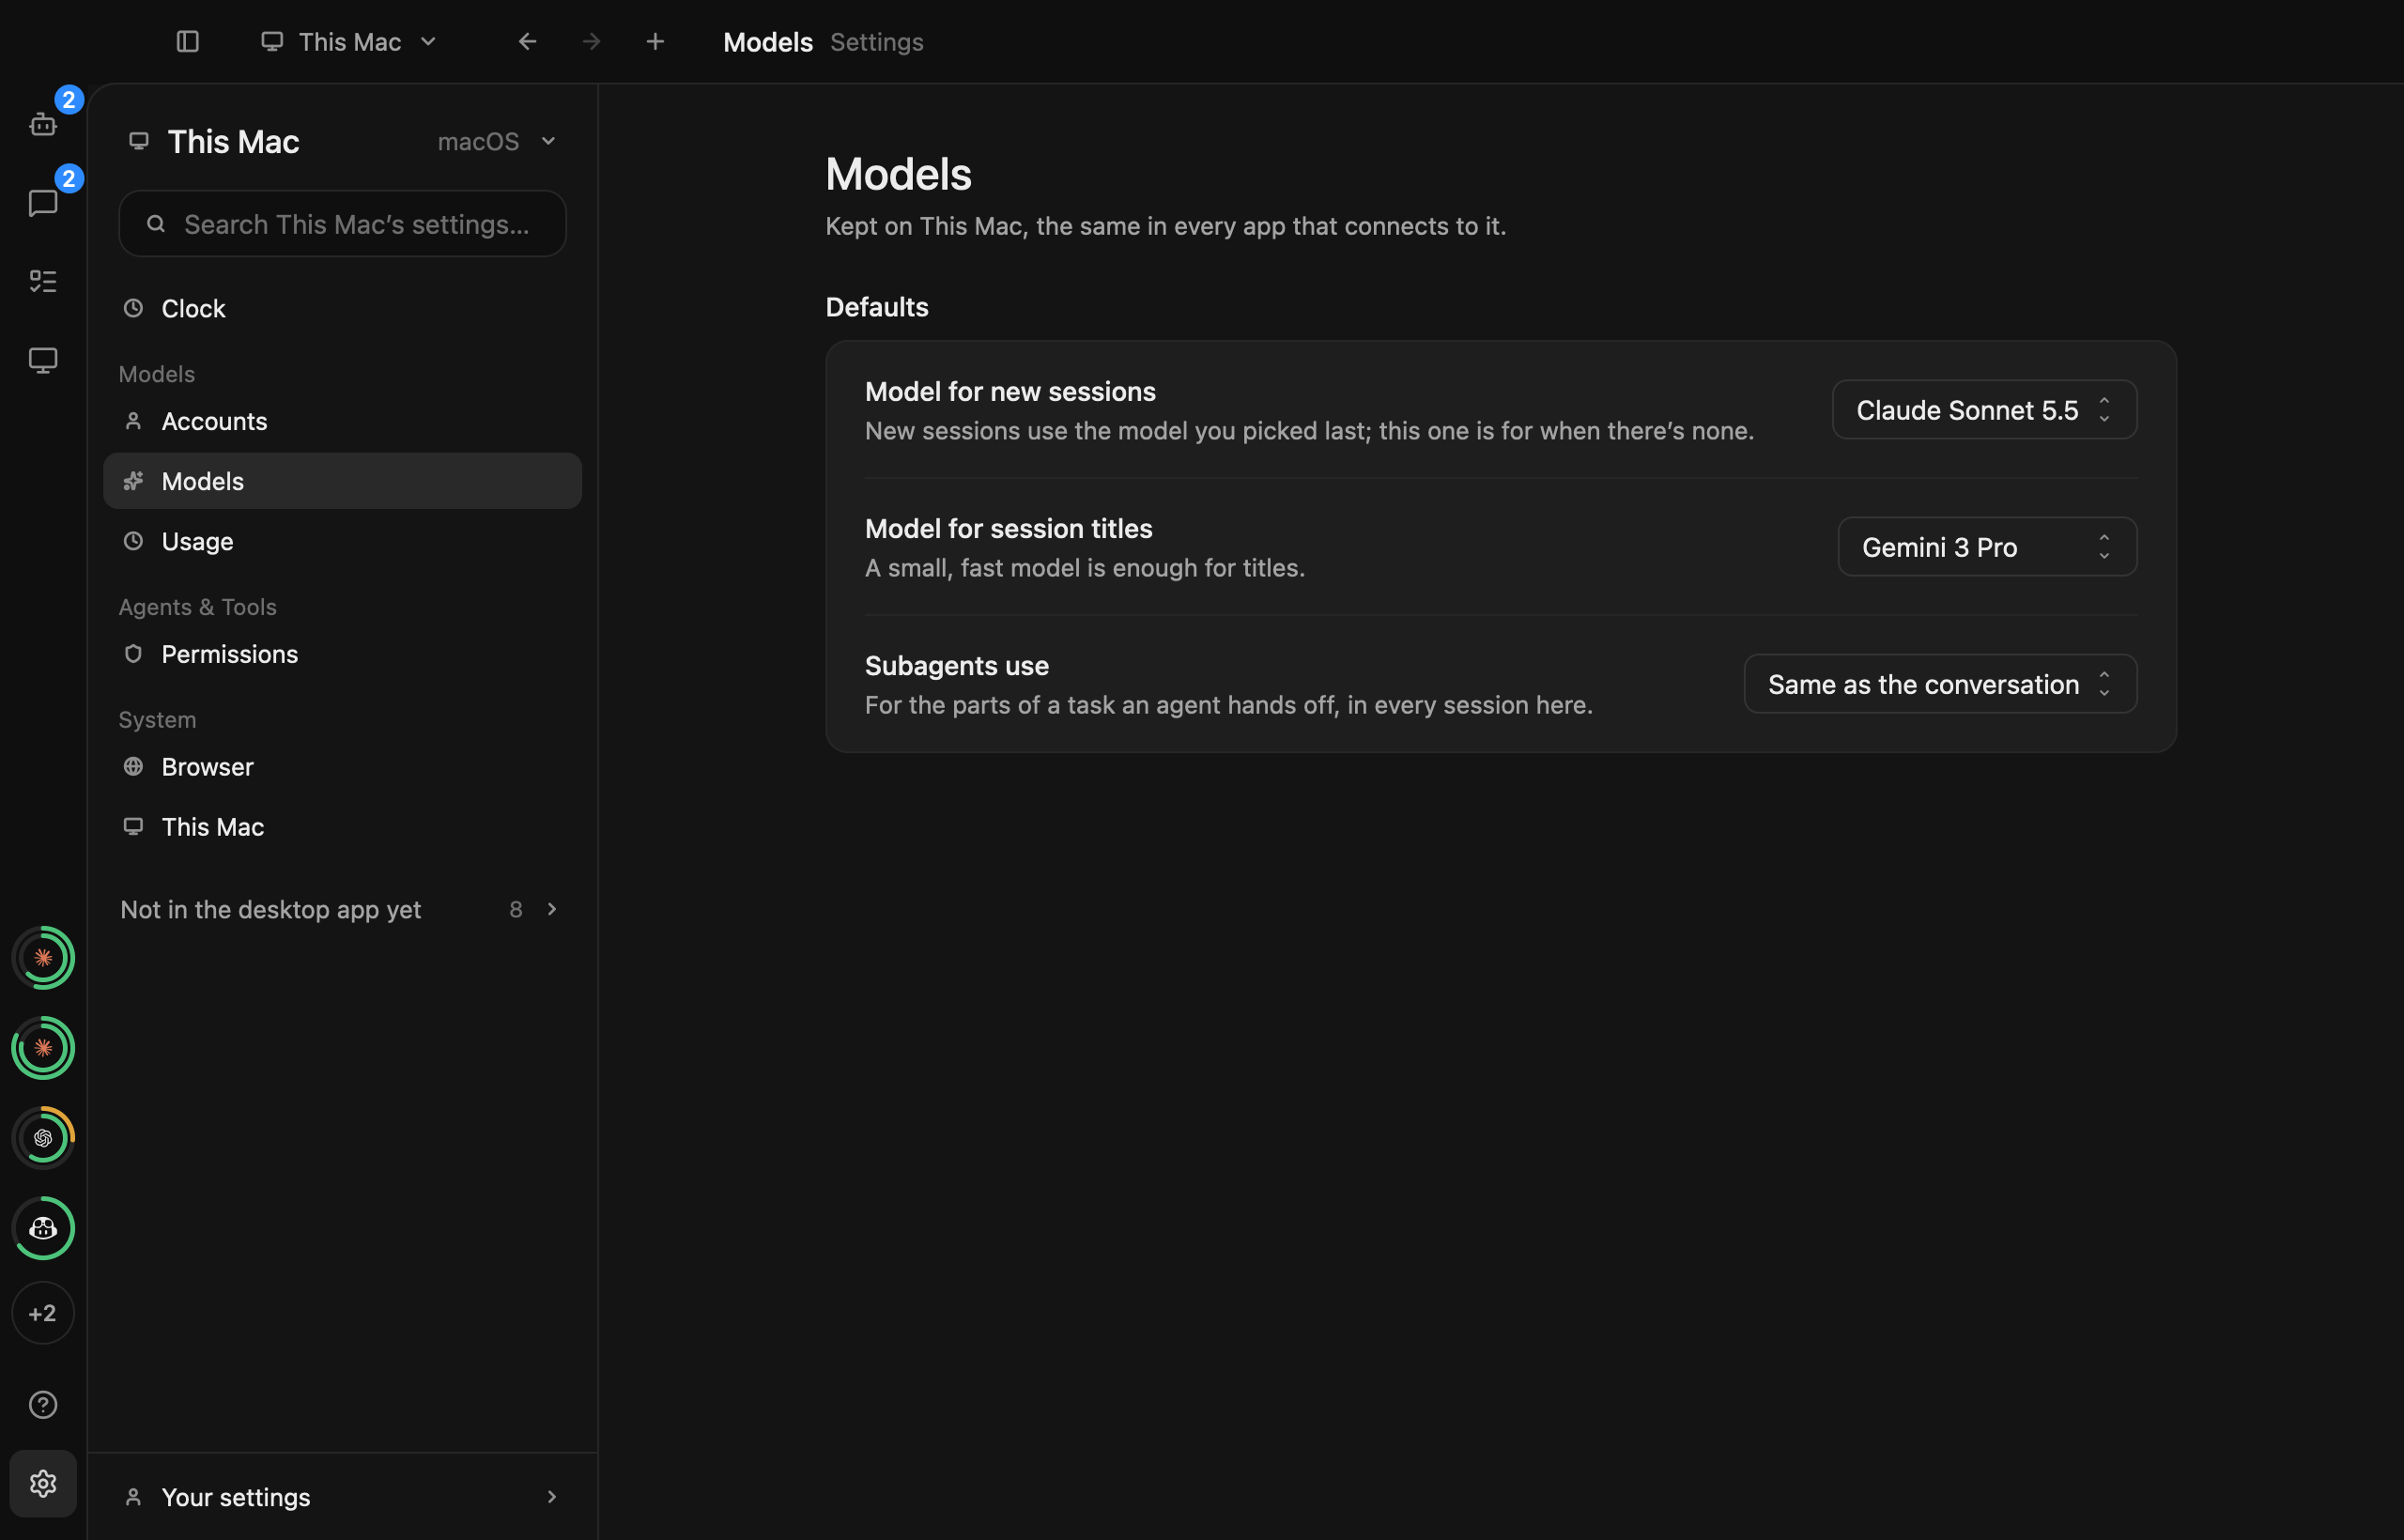 This Mac
Models Settings
2
2
This Mac macOS
Search This Mac’s settings...
Clock
Models
Accounts
Models
Usage
Agents & Tools
Permissions
System
Browser
This Mac
Not in the desktop app yet 8
+2
Your settings
Models
Kept on This Mac, the same in every app that connects to it.
Defaults
Model for new sessions
New sessions use the model you picked last; this one is for when there’s none.
Claude Sonnet 5.5
Model for session titles
A small, fast model is enough for titles.
Gemini 3 Pro
Subagents use
For the parts of a task an agent hands off, in every session here.
Same as the conversation